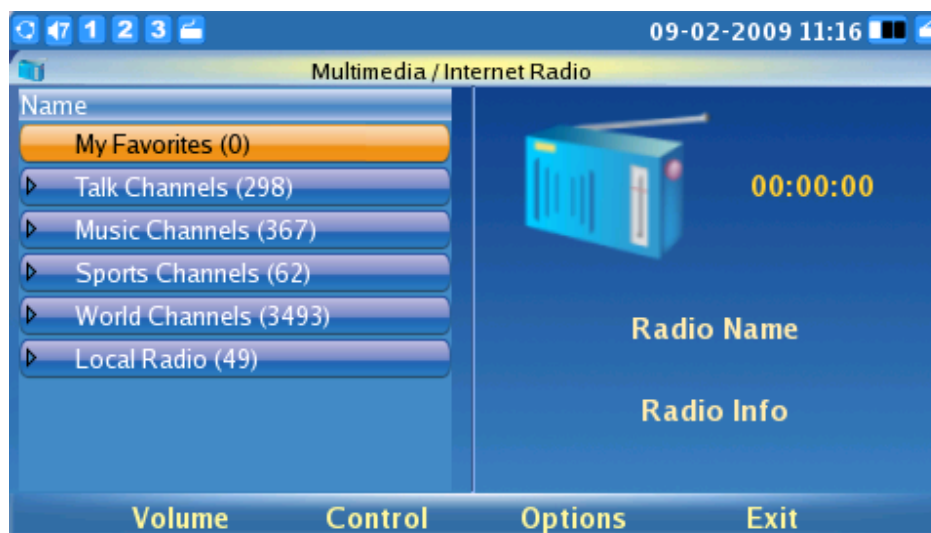 7 1 2 3 09-02-2009 11:16
Multimedia / Internet Radio
Name
My Favorites (0)
Talk Channels (298)
Music Channels (367)
Sports Channels (62)
World Channels (3493)
Local Radio (49)
00:00:00
Radio Name
Radio Info
Volume Control Options Exit